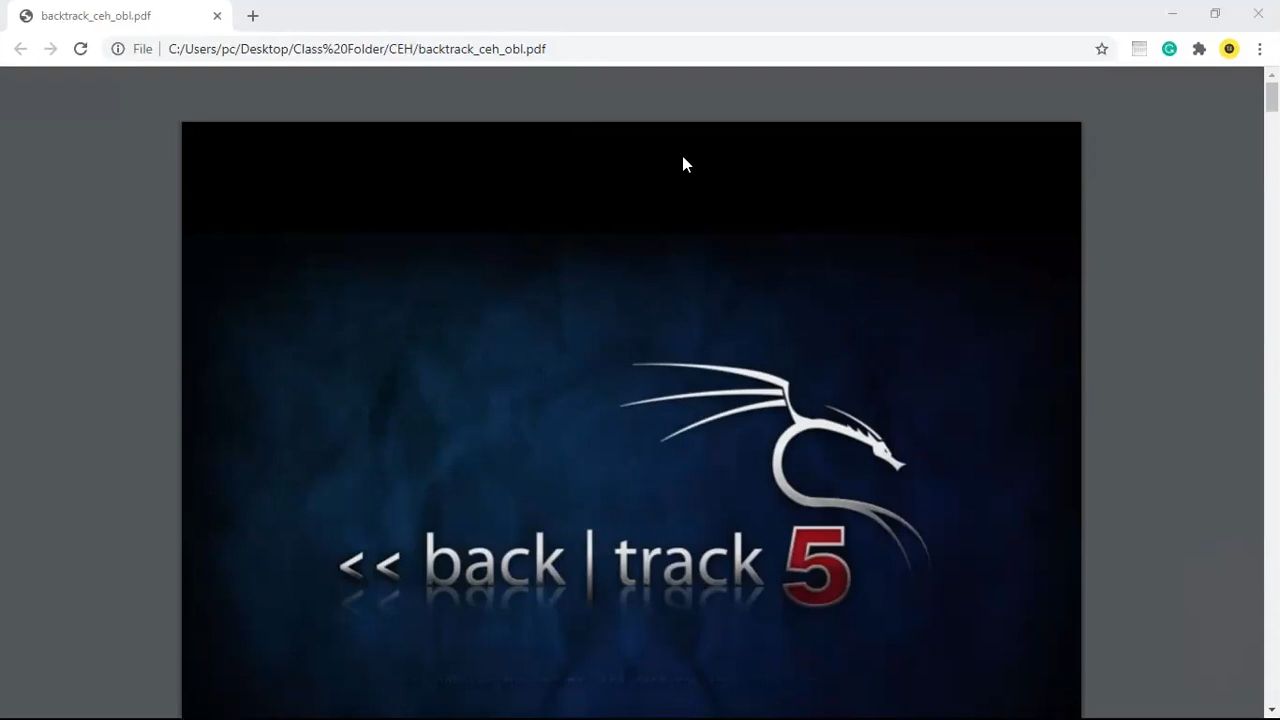 backtrack_ceh_obl.pdf
File
C:/Users/pc/Desktop/Class%20Folder/CEH/backtrack_ceh_obl.pdf
<< back | track 5